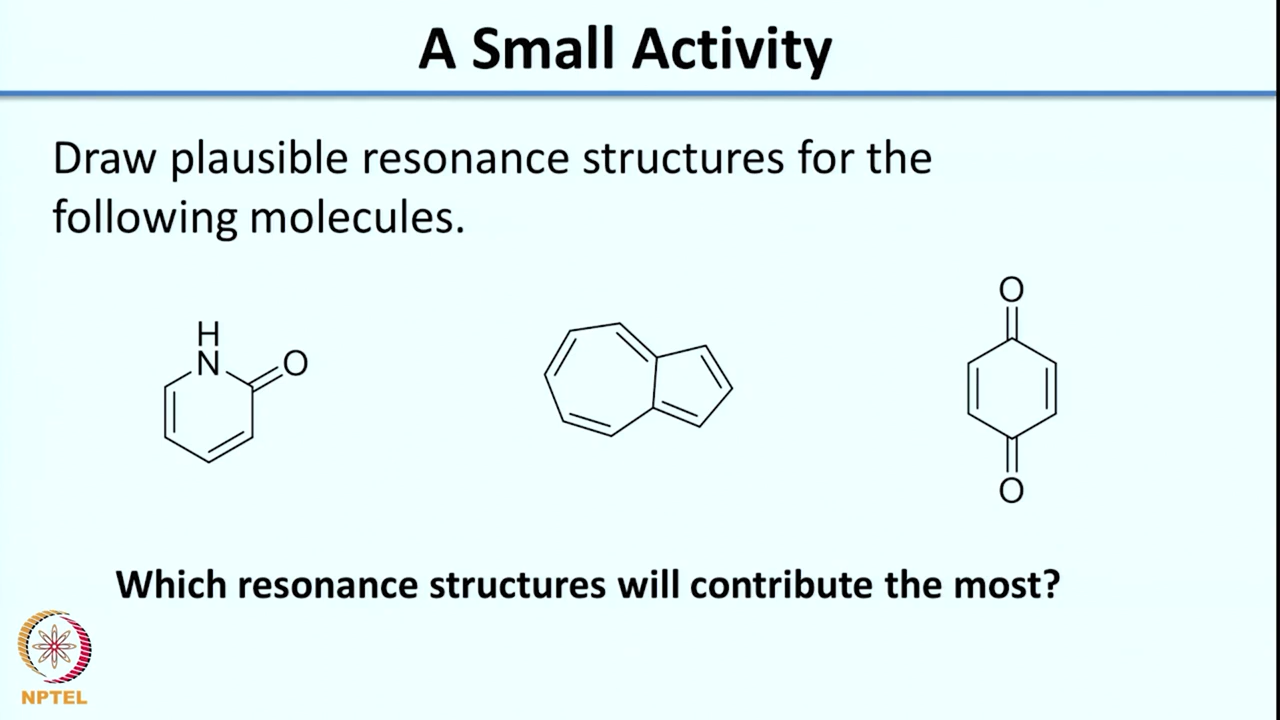 A Small Activity
Draw plausible resonance structures for the
following molecules.
H
N
O
O
O
Which resonance structures will contribute the most?
NPTEL